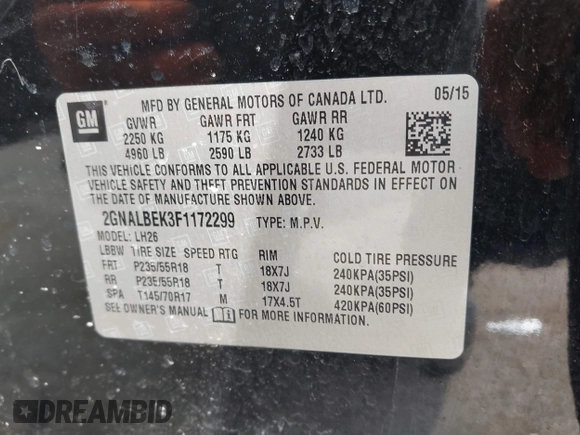 GM
MFD BY GENERAL MOTORS OF CANADA LTD. 05/15
GVWR GAWR FRT GAWR RR
2250 KG 1175 KG 1240 KG
4960 LB 2590 LB 2733 LB
THIS VEHICLE CONFORMS TO ALL APPLICABLE U.S. FEDERAL MOTOR
VEHICLE SAFETY AND THEFT PREVENTION STANDARDS IN EFFECT ON
THE DATE OF MANUFACTURE SHOWN ABOVE.
2GNALBEK3F1172299 TYPE: M.P.V.
MODEL: LH26
LBBW TIRE SIZE SPEED RTG RIM COLD TIRE PRESSURE
FRT P235/55R18 T 18X7J 240KPA(35PSI)
RR P235/55R18 T 18X7J 240KPA(35PSI)
SPA T145/70R17 M 17X4.5T 420KPA(60PSI)
SEE OWNER'S MANUAL FOR ADDITIONAL INFORMATION.
DREAMBID